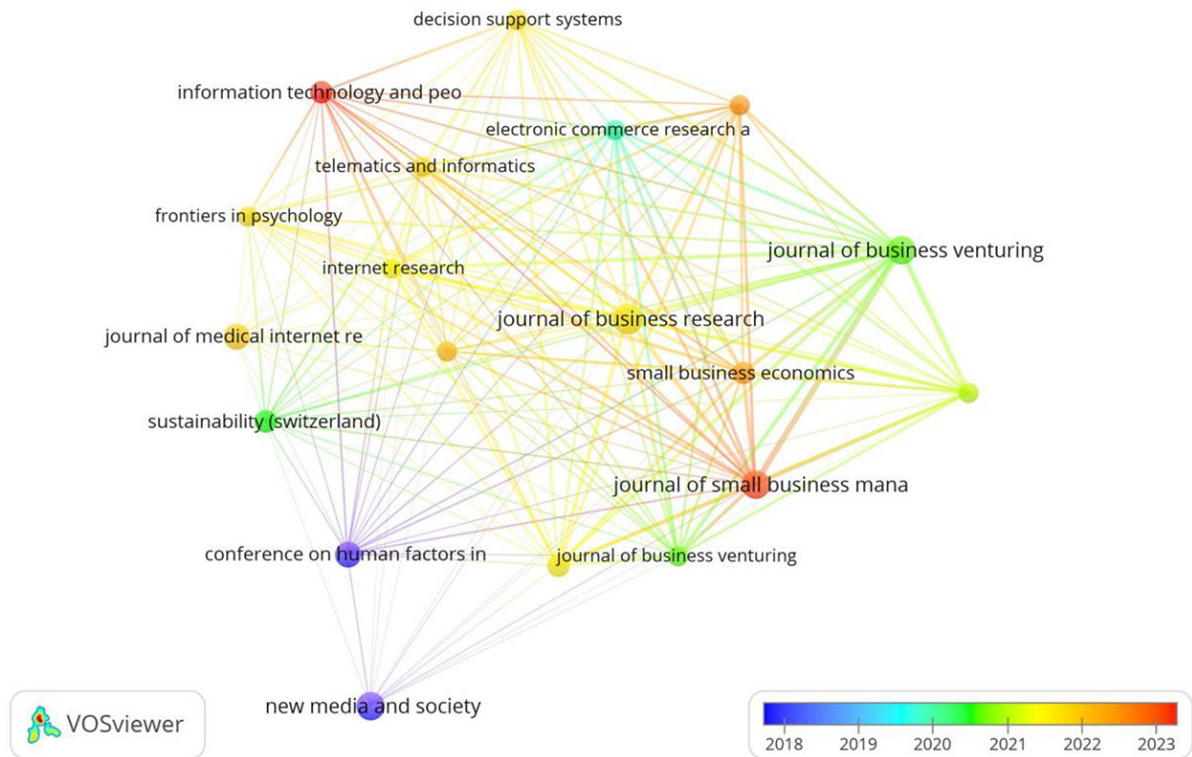 decision support systems
information technology and peo
electronic commerce research a
telematics and informatics
frontiers in psychology
journal of business venturing
internet research
journal of business research
journal of medical internet re
small business economics
sustainability (switzerland)
journal of small business mana
conference on human factors in
journal of business venturing
new media and society
VOSviewer
2018 2019 2020 2021 2022 2023